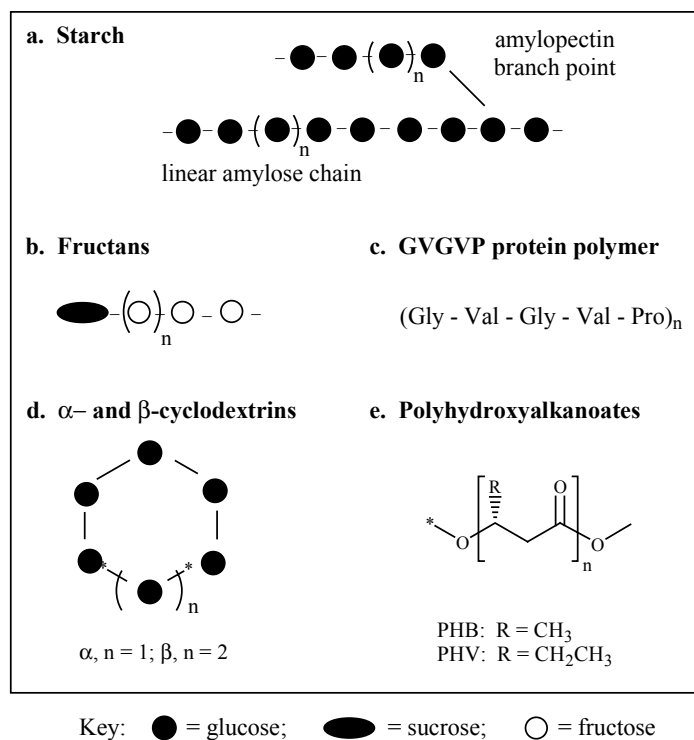 a. Starch
amylopectin
branch point
n
n
linear amylose chain
b. Fructans
n
c. GVGVP protein polymer
(Gly - Val - Gly - Val - Pro)n
d. α– and β-cyclodextrins
* *
n
α, n = 1; β, n = 2
e. Polyhydroxyalkanoates
R O
* O O
n
PHB: R = CH3
PHV: R = CH2CH3
Key: = glucose; = sucrose; = fructose